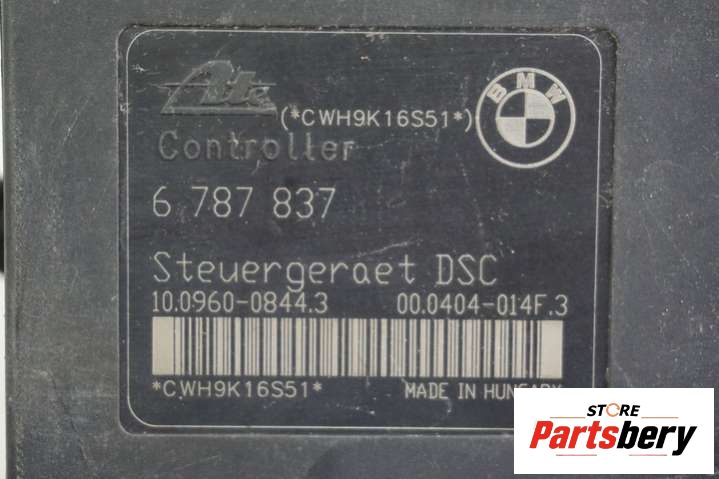 Ate
(*CWH9K16S51*)
BMW
Controller
6 787 837
Steuergeraet DSC
10.0960-0844.3 00.0404-014F.3
*CWH9K16S51* MADE IN HUNGARY
STORE
Partsbery